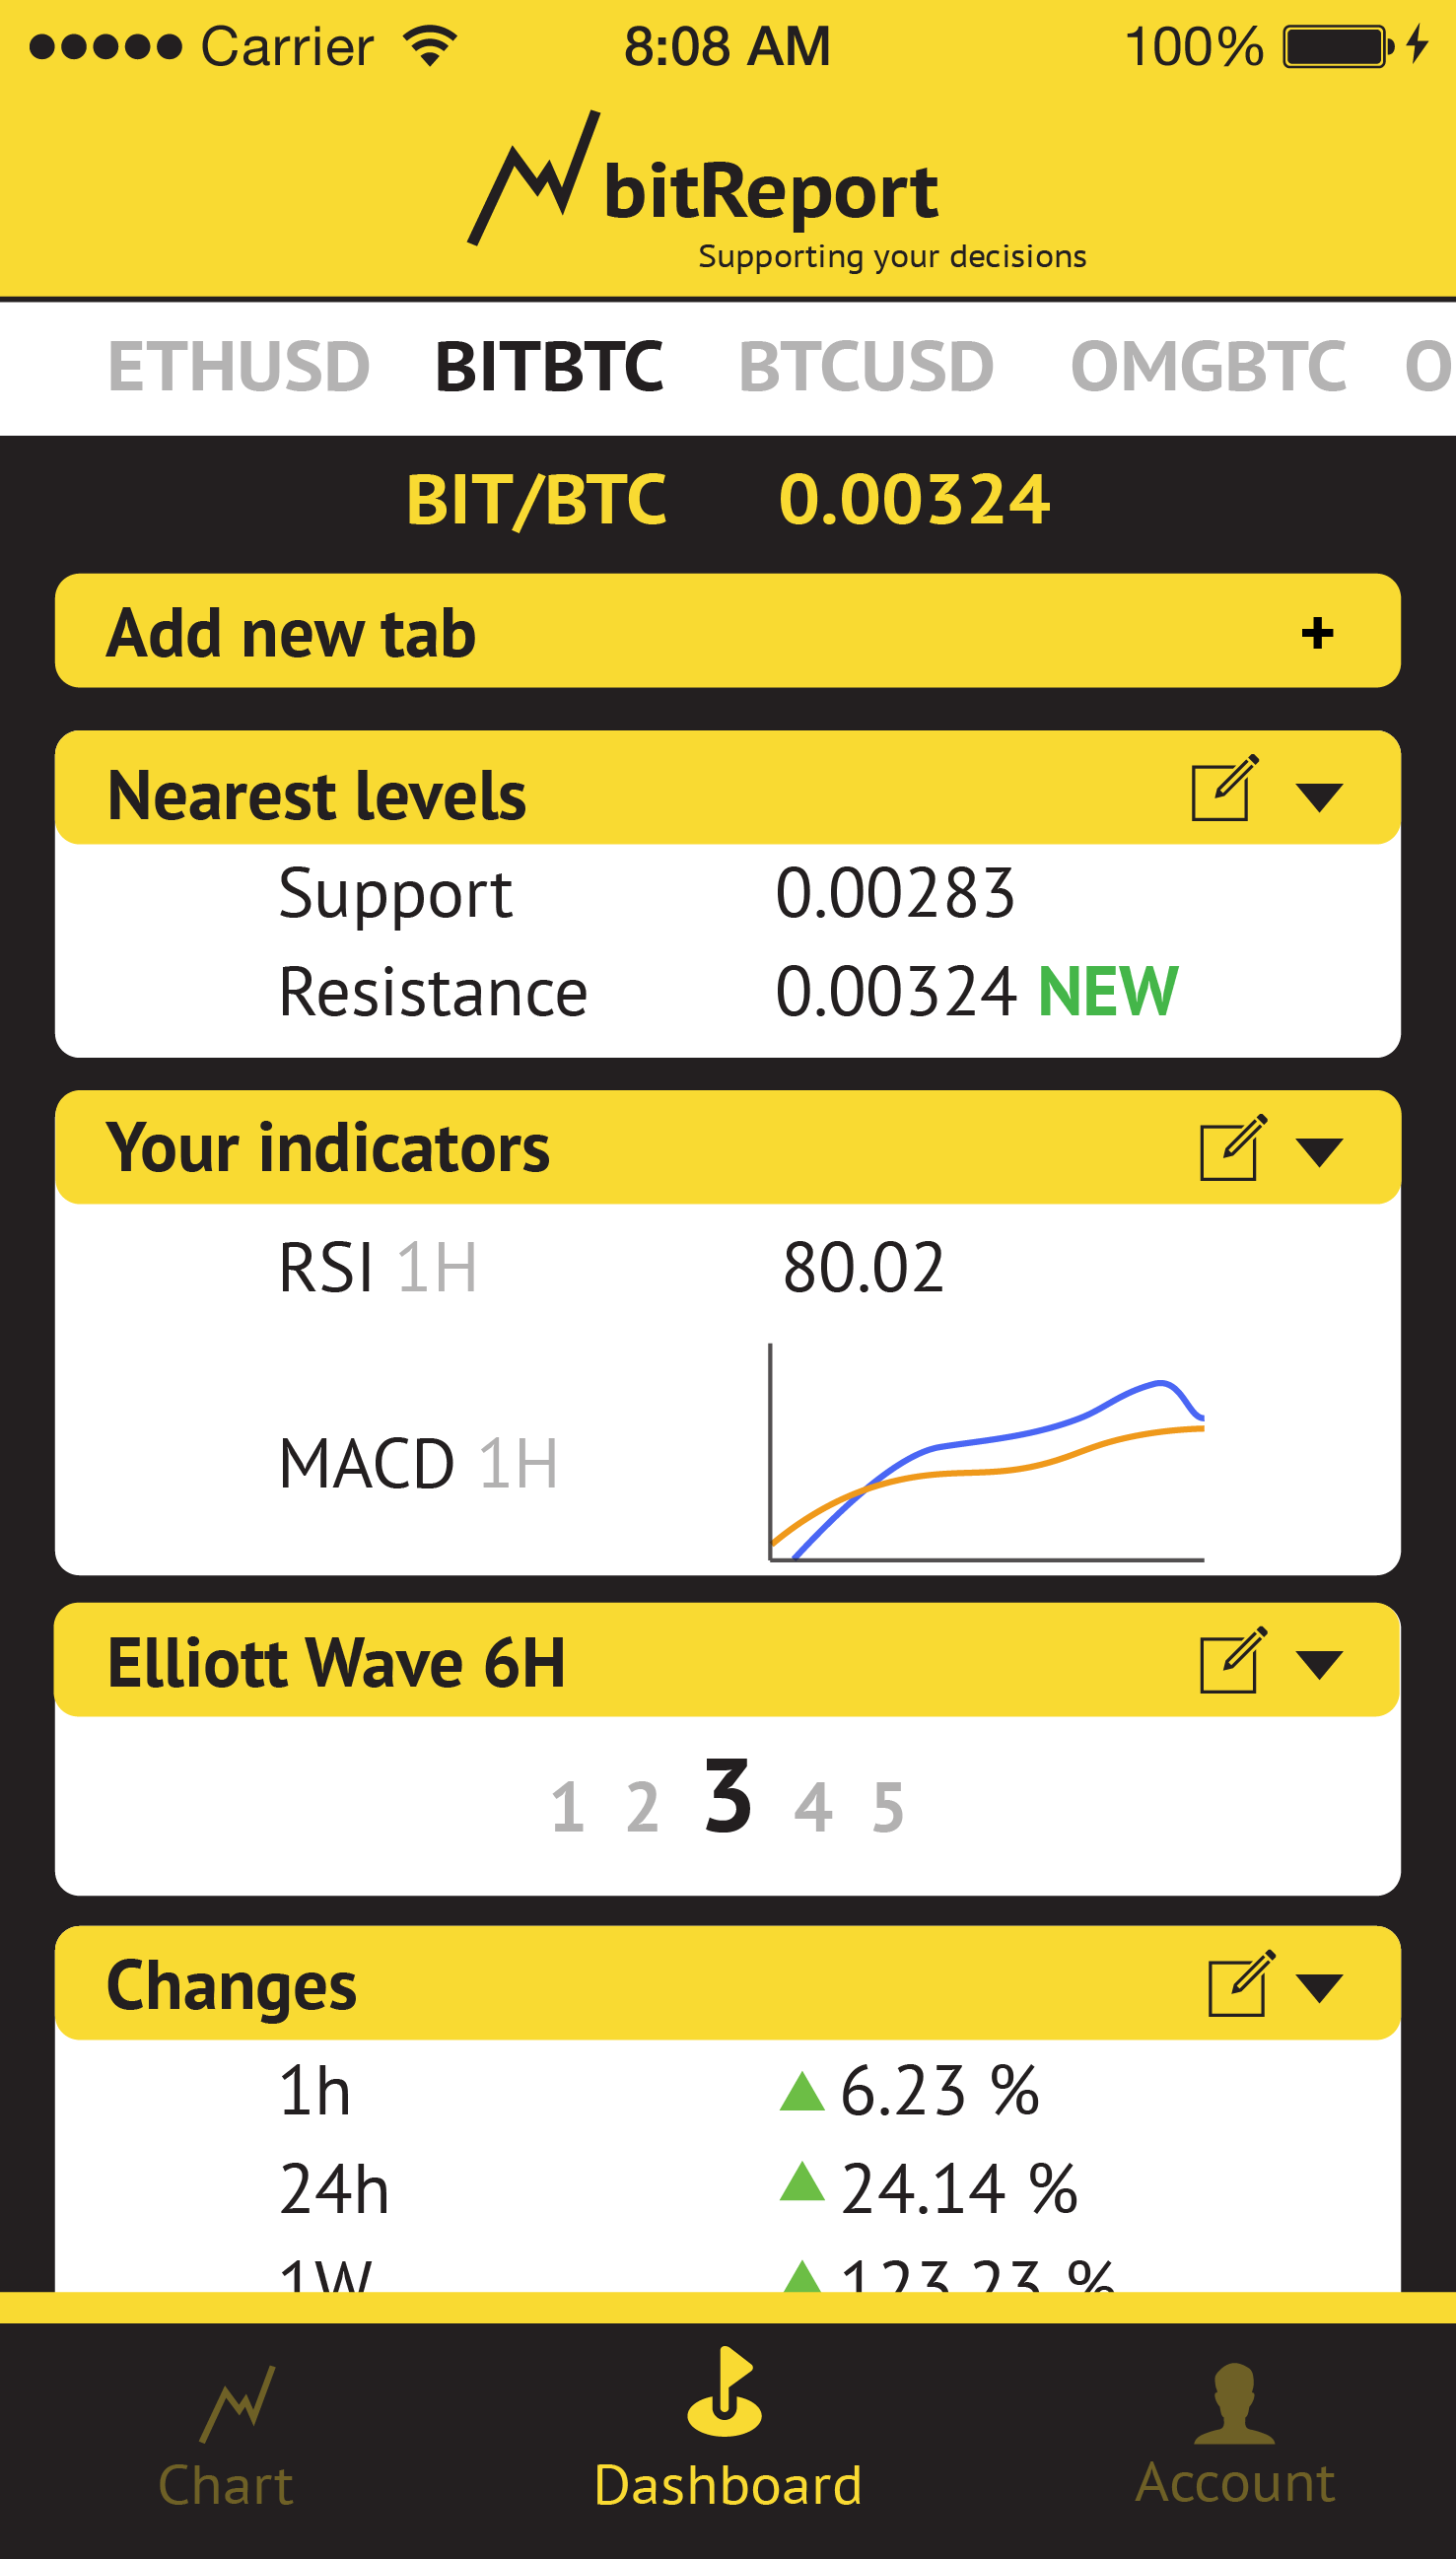 Carrier 8:08 AM 100%
bitReport
Supporting your decisions
ETHUSD BITBTC BTCUSD OMGBTC O
BIT/BTC 0.00324
Add new tab +
Nearest levels
Support 0.00283
Resistance 0.00324 NEW
Your indicators
RSI 1H 80.02
MACD 1H
Elliott Wave 6H
1 2 3 4 5
Changes
1h 6.23 %
24h 24.14 %
1W 123.23 %
Chart Dashboard Account